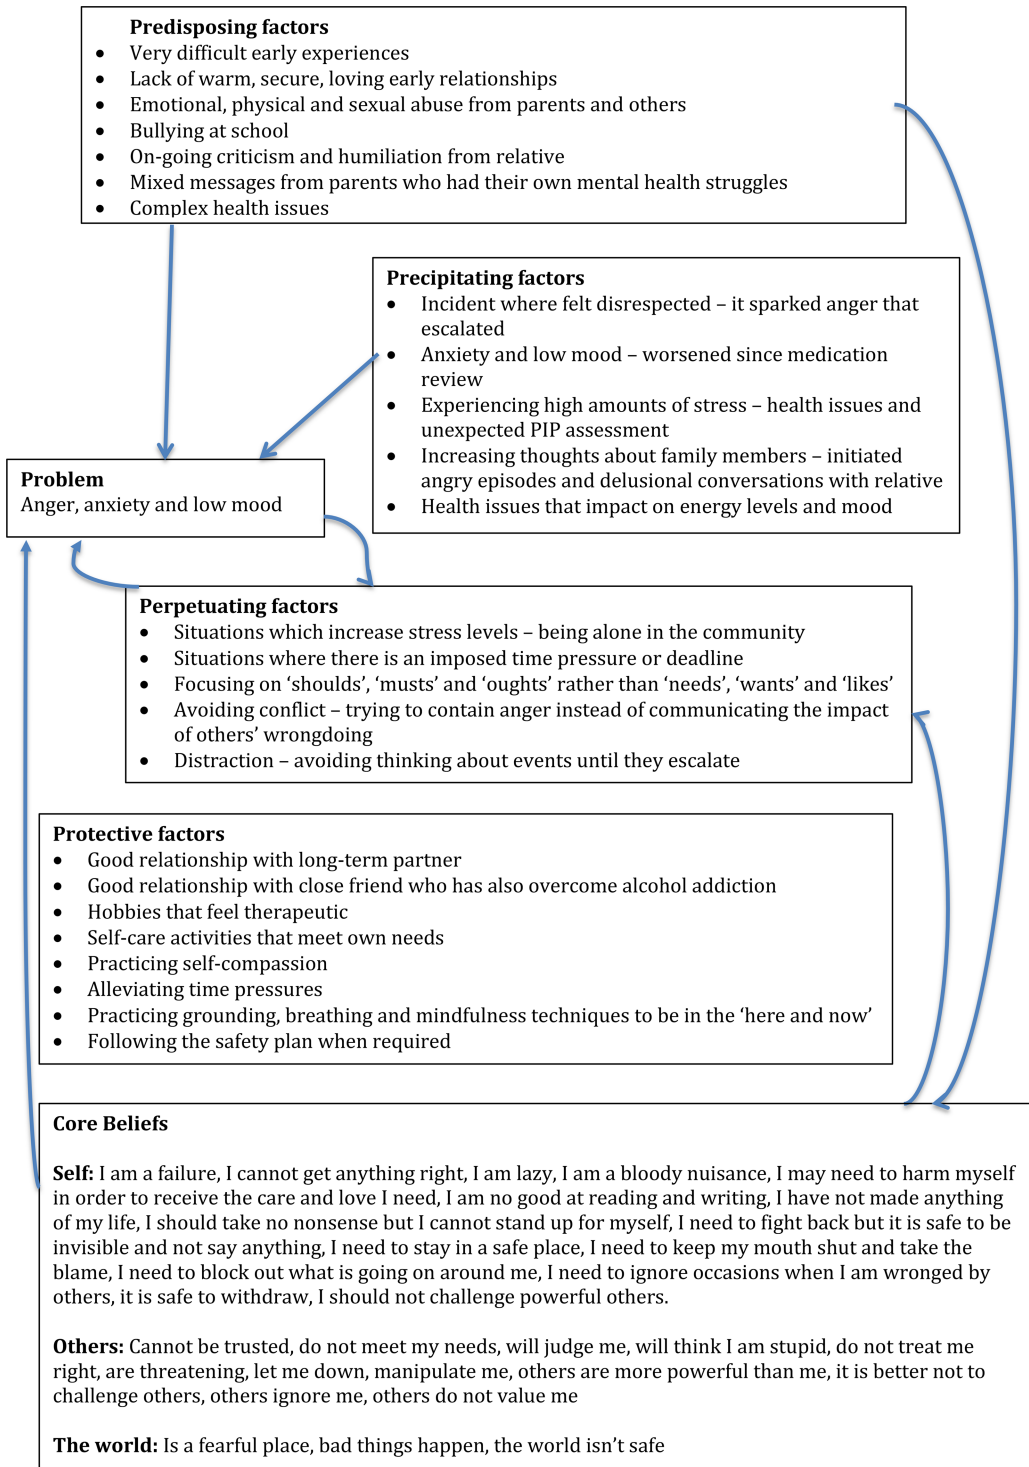 Predisposing factors
• Very difficult early experiences
• Lack of warm, secure, loving early relationships
• Emotional, physical and sexual abuse from parents and others
• Bullying at school
• On-going criticism and humiliation from relative
• Mixed messages from parents who had their own mental health struggles
• Complex health issues
Precipitating factors
• Incident where felt disrespected – it sparked anger that
escalated
• Anxiety and low mood – worsened since medication
review
• Experiencing high amounts of stress – health issues and
unexpected PIP assessment
• Increasing thoughts about family members – initiated
angry episodes and delusional conversations with relative
• Health issues that impact on energy levels and mood
Problem
Anger, anxiety and low mood
Perpetuating factors
• Situations which increase stress levels – being alone in the community
• Situations where there is an imposed time pressure or deadline
• Focusing on ‘shoulds’, ‘musts’ and ‘oughts’ rather than ‘needs’, ‘wants’ and ‘likes’
• Avoiding conflict – trying to contain anger instead of communicating the impact
of others’ wrongdoing
• Distraction – avoiding thinking about events until they escalate
Protective factors
• Good relationship with long-term partner
• Good relationship with close friend who has also overcome alcohol addiction
• Hobbies that feel therapeutic
• Self-care activities that meet own needs
• Practicing self-compassion
• Alleviating time pressures
• Practicing grounding, breathing and mindfulness techniques to be in the ‘here and now’
• Following the safety plan when required
Core Beliefs
Self: I am a failure, I cannot get anything right, I am lazy, I am a bloody nuisance, I may need to harm myself
in order to receive the care and love I need, I am no good at reading and writing, I have not made anything
of my life, I should take no nonsense but I cannot stand up for myself, I need to fight back but it is safe to be
invisible and not say anything, I need to stay in a safe place, I need to keep my mouth shut and take the
blame, I need to block out what is going on around me, I need to ignore occasions when I am wronged by
others, it is safe to withdraw, I should not challenge powerful others.
Others: Cannot be trusted, do not meet my needs, will judge me, will think I am stupid, do not treat me
right, are threatening, let me down, manipulate me, others are more powerful than me, it is better not to
challenge others, others ignore me, others do not value me
The world: Is a fearful place, bad things happen, the world isn’t safe